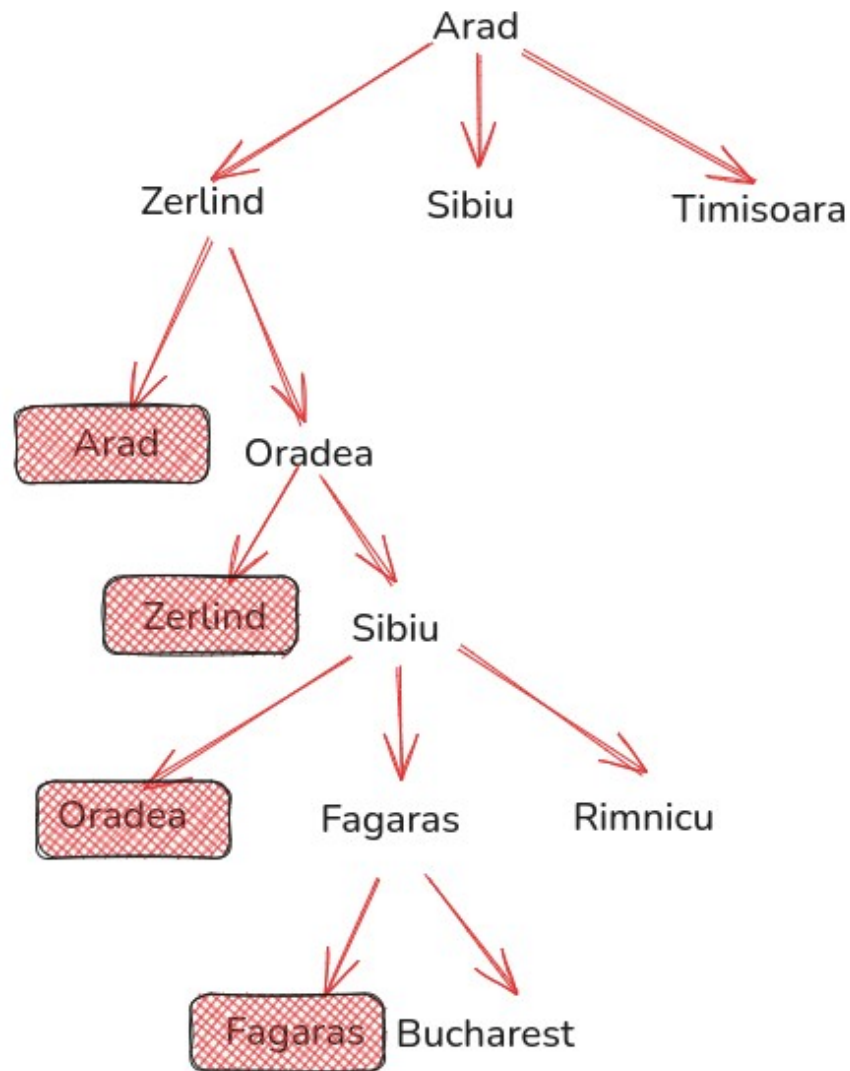 Arad
Zerlind Sibiu Timisoara
Arad Oradea
Zerlind Sibiu
Oradea Fagaras Rimnicu
Fagaras Bucharest